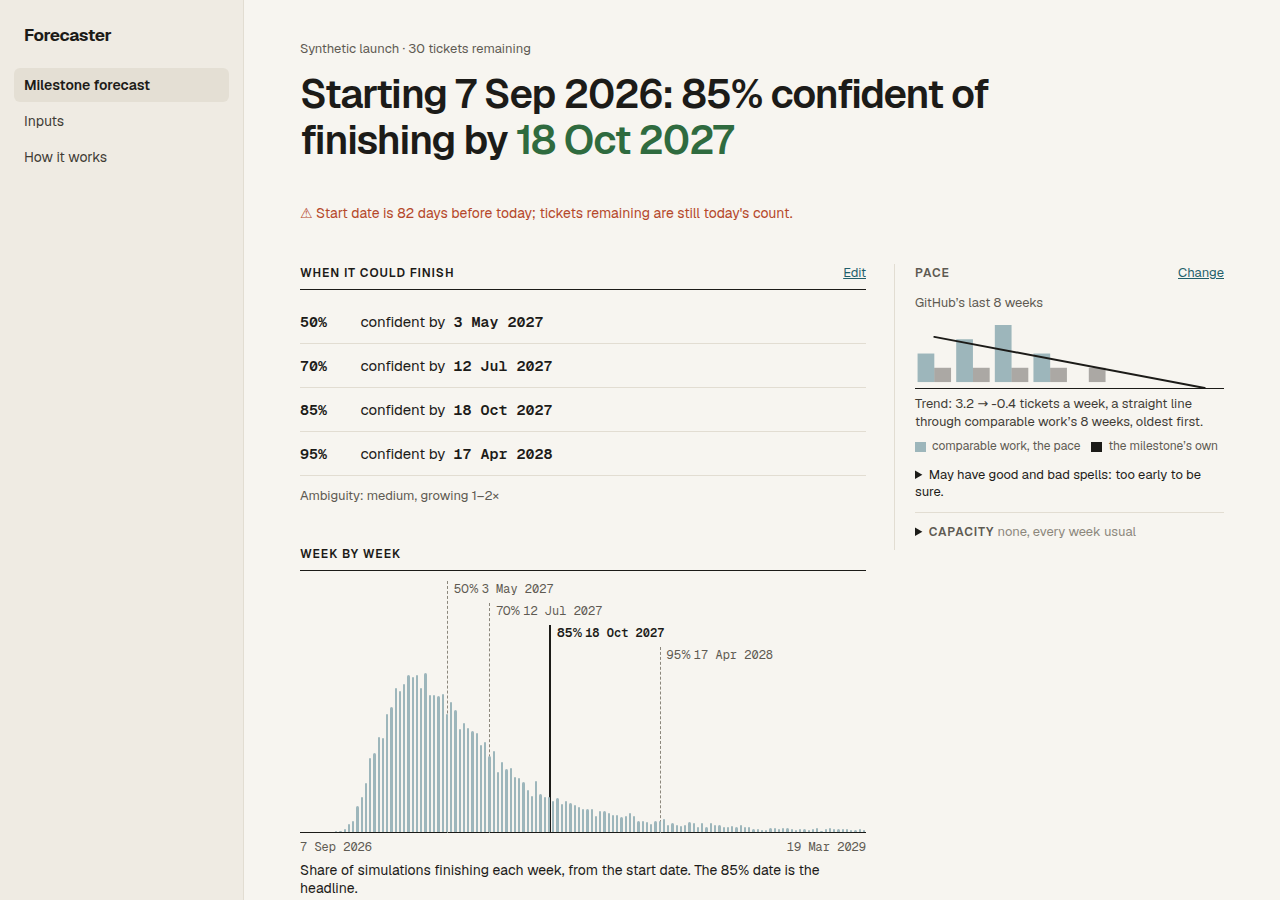 Forecaster
Milestone forecast
Inputs
How it works
Synthetic launch · 30 tickets remaining
Starting 7 Sep 2026: 85% confident of
finishing by 18 Oct 2027
⚠ Start date is 82 days before today; tickets remaining are still today's count.
WHEN IT COULD FINISH Edit
50% confident by 3 May 2027
70% confident by 12 Jul 2027
85% confident by 18 Oct 2027
95% confident by 17 Apr 2028
Ambiguity: medium, growing 1–2×
WEEK BY WEEK
50% 3 May 2027
70% 12 Jul 2027
85% 18 Oct 2027
95% 17 Apr 2028
7 Sep 2026 19 Mar 2029
Share of simulations finishing each week, from the start date. The 85% date is the
headline.
PACE Change
GitHub's last 8 weeks
Trend: 3.2 → -0.4 tickets a week, a straight line
through comparable work's 8 weeks, oldest first.
comparable work, the pace the milestone's own
▶ May have good and bad spells: too early to be
sure.
▶ CAPACITY none, every week usual